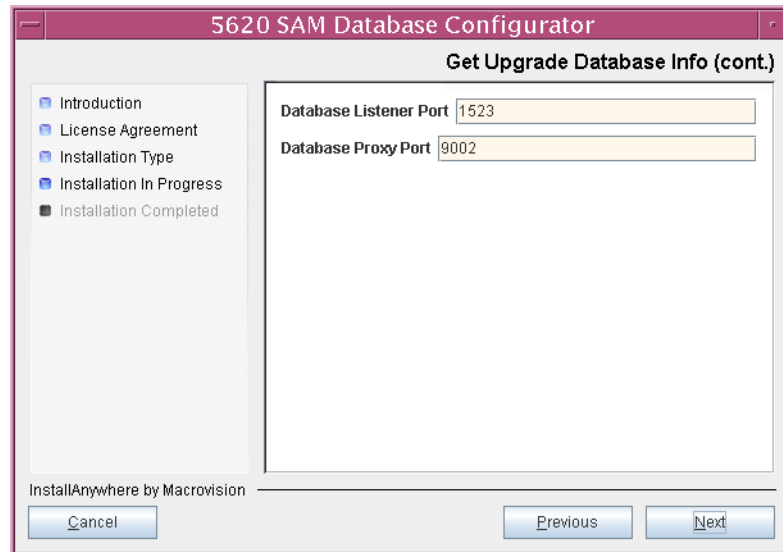 5620 SAM Database Configurator
Get Upgrade Database Info (cont.)
Introduction
License Agreement
Installation Type
Installation In Progress
Installation Completed
Database Listener Port 1523
Database Proxy Port 9002
InstallAnywhere by Macrovision
Cancel
Previous
Next